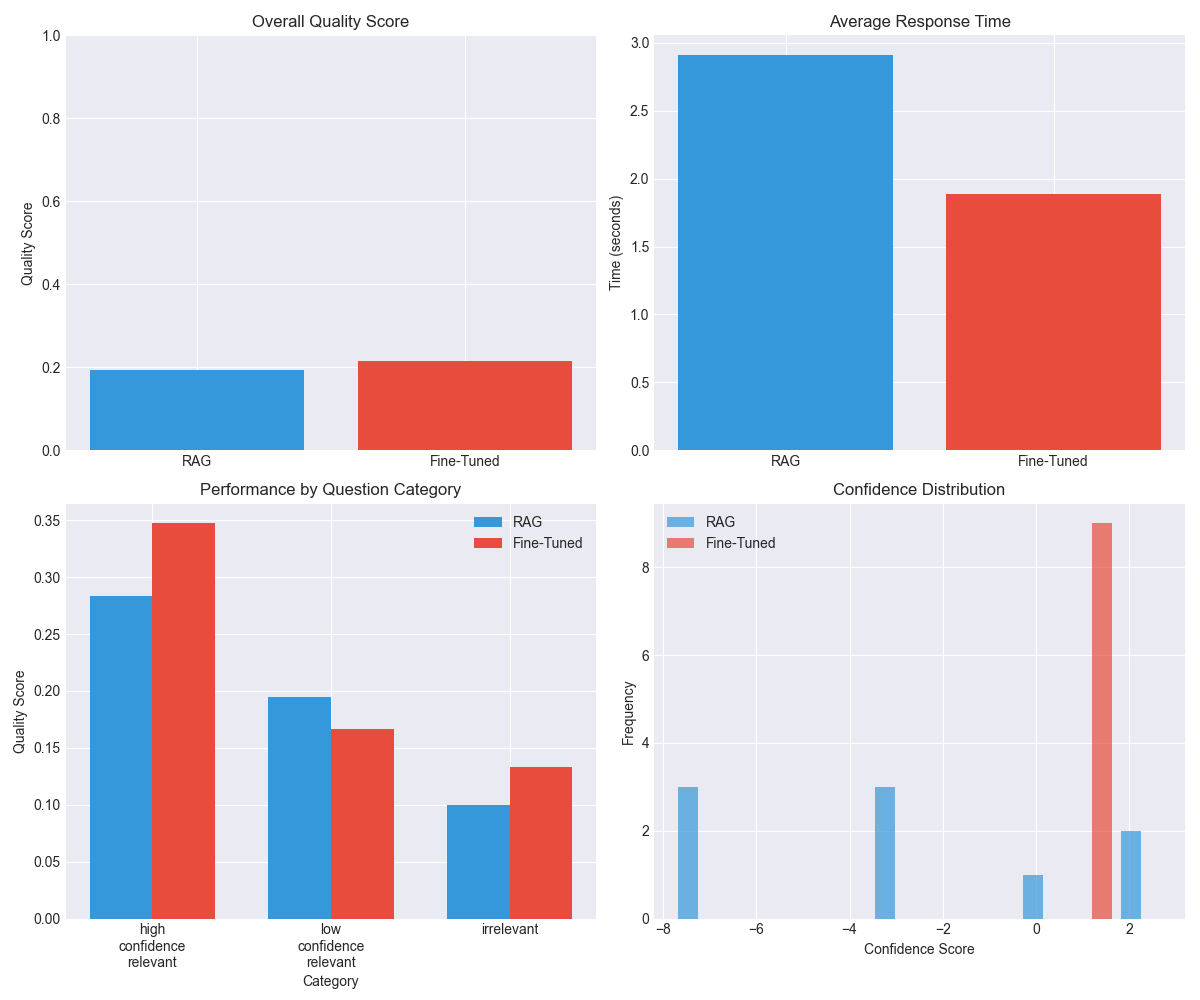 Overall Quality Score
1.0
0.8
0.6
0.4
0.2
0.0
Quality Score
RAG
Fine-Tuned
Average Response Time
3.0
2.5
2.0
1.5
1.0
0.5
0.0
Time (seconds)
RAG
Fine-Tuned
Performance by Question Category
RAG
Fine-Tuned
0.35
0.30
0.25
0.20
0.15
0.10
0.05
0.00
Quality Score
high
confidence
relevant
low
confidence
relevant
irrelevant
Category
Confidence Distribution
RAG
Fine-Tuned
8
6
4
2
0
Frequency
−8
−6
−4
−2
0
2
Confidence Score